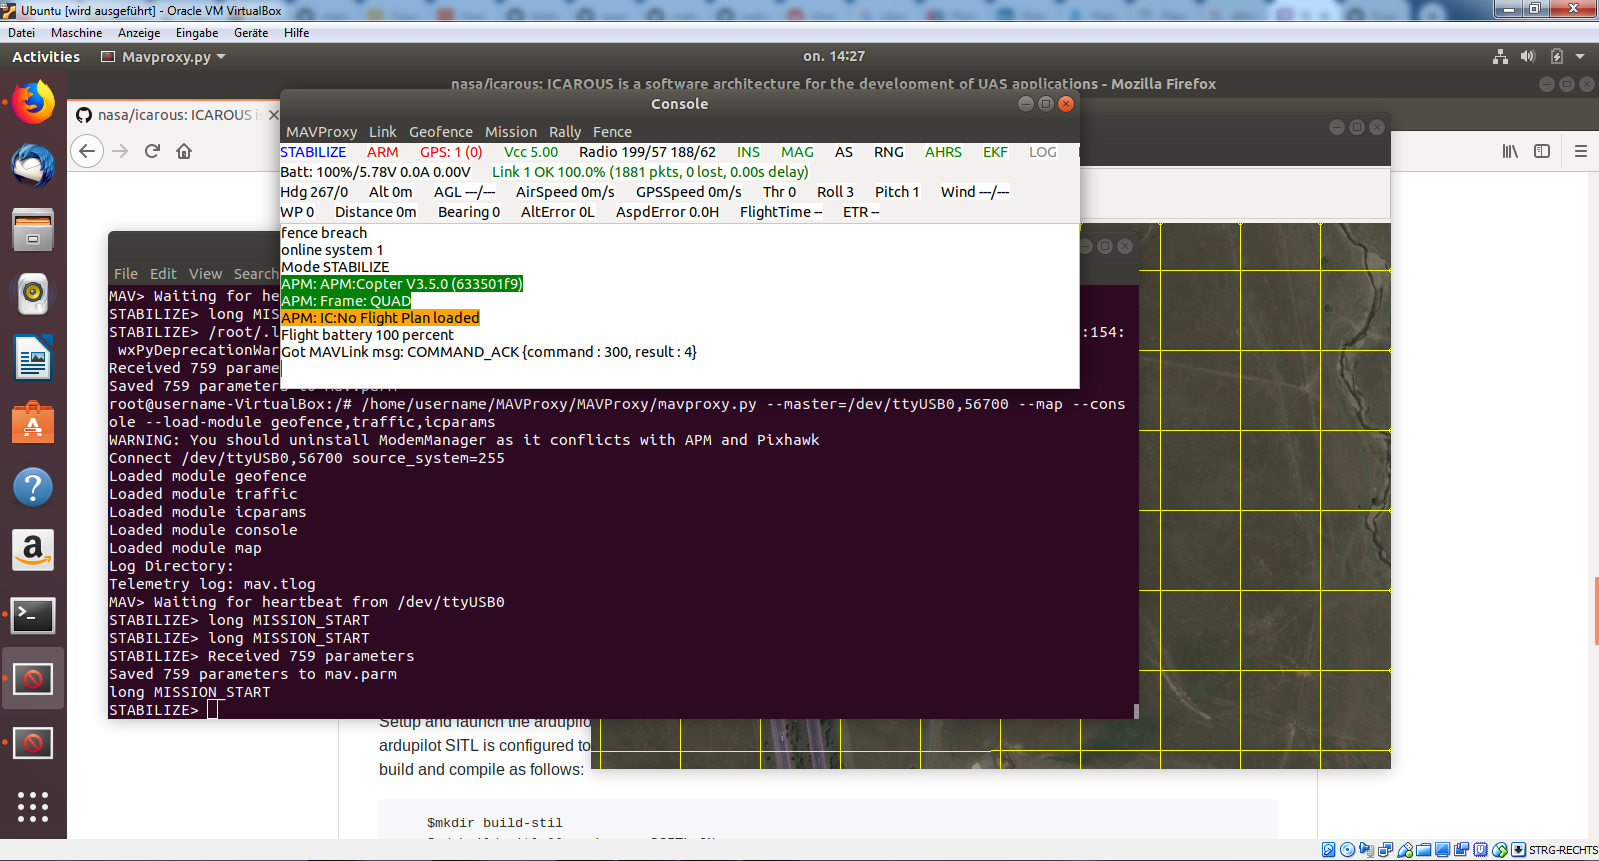 Ubuntu [wird ausgeführt] - Oracle VM VirtualBox
Datei Maschine Anzeige Eingabe Geräte Hilfe
Activities Mavproxy.py on. 14:27
nasa/icarous: ICAROUS is a software architecture for the development of UAS applications - Mozilla Firefox
nasa/icarous: ICAROUS is
Console
MAVProxy Link Geofence Mission Rally Fence
STABILIZE ARM GPS: 1 (0) Vcc 5.00 Radio 199/57 188/62 INS MAG AS RNG AHRS EKF LOG
Batt: 100%/5.78V 0.0A 0.00V Link 1 OK 100.0% (1881 pkts, 0 lost, 0.00s delay)
Hdg 267/0 Alt 0m AGL ---/--- AirSpeed 0m/s GPSSpeed 0m/s Thr 0 Roll 3 Pitch 1 Wind ---/---
WP 0 Distance 0m Bearing 0 AltError 0L AspdError 0.0H FlightTime -- ETR --
fence breach
online system 1
Mode STABILIZE
APM: APM:Copter V3.5.0 (633501f9)
APM: Frame: QUAD
APM: IC:No Flight Plan loaded
Flight battery 100 percent
Got MAVLink msg: COMMAND_ACK {command : 300, result : 4}
File Edit View Search
MAV> Waiting for he
STABILIZE> long MIS
STABILIZE> /root/.l :154:
wxPyDeprecationWar
Received 759 parame
Saved 759 parameters to mav.parm
root@username-VirtualBox:/# /home/username/MAVProxy/MAVProxy/mavproxy.py --master=/dev/ttyUSB0,56700 --map --cons
ole --load-module geofence,traffic,icparams
WARNING: You should uninstall ModemManager as it conflicts with APM and Pixhawk
Connect /dev/ttyUSB0,56700 source_system=255
Loaded module geofence
Loaded module traffic
Loaded module icparams
Loaded module console
Loaded module map
Log Directory:
Telemetry log: mav.tlog
MAV> Waiting for heartbeat from /dev/ttyUSB0
STABILIZE> long MISSION_START
STABILIZE> long MISSION_START
STABILIZE> Received 759 parameters
Saved 759 parameters to mav.parm
long MISSION_START
STABILIZE>
Setup and launch the ardupilo
ardupilot SITL is configured to
build and compile as follows:
$mkdir build-stil
STRG-RECHTS